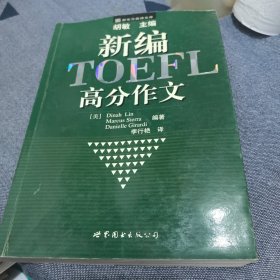 胡敏 主编
新编
TOEFL
高分作文
[美] Dinah Lin
Marcus Sierra 编著
Danielle Girardi
李行艳 译
世界图书出版公司